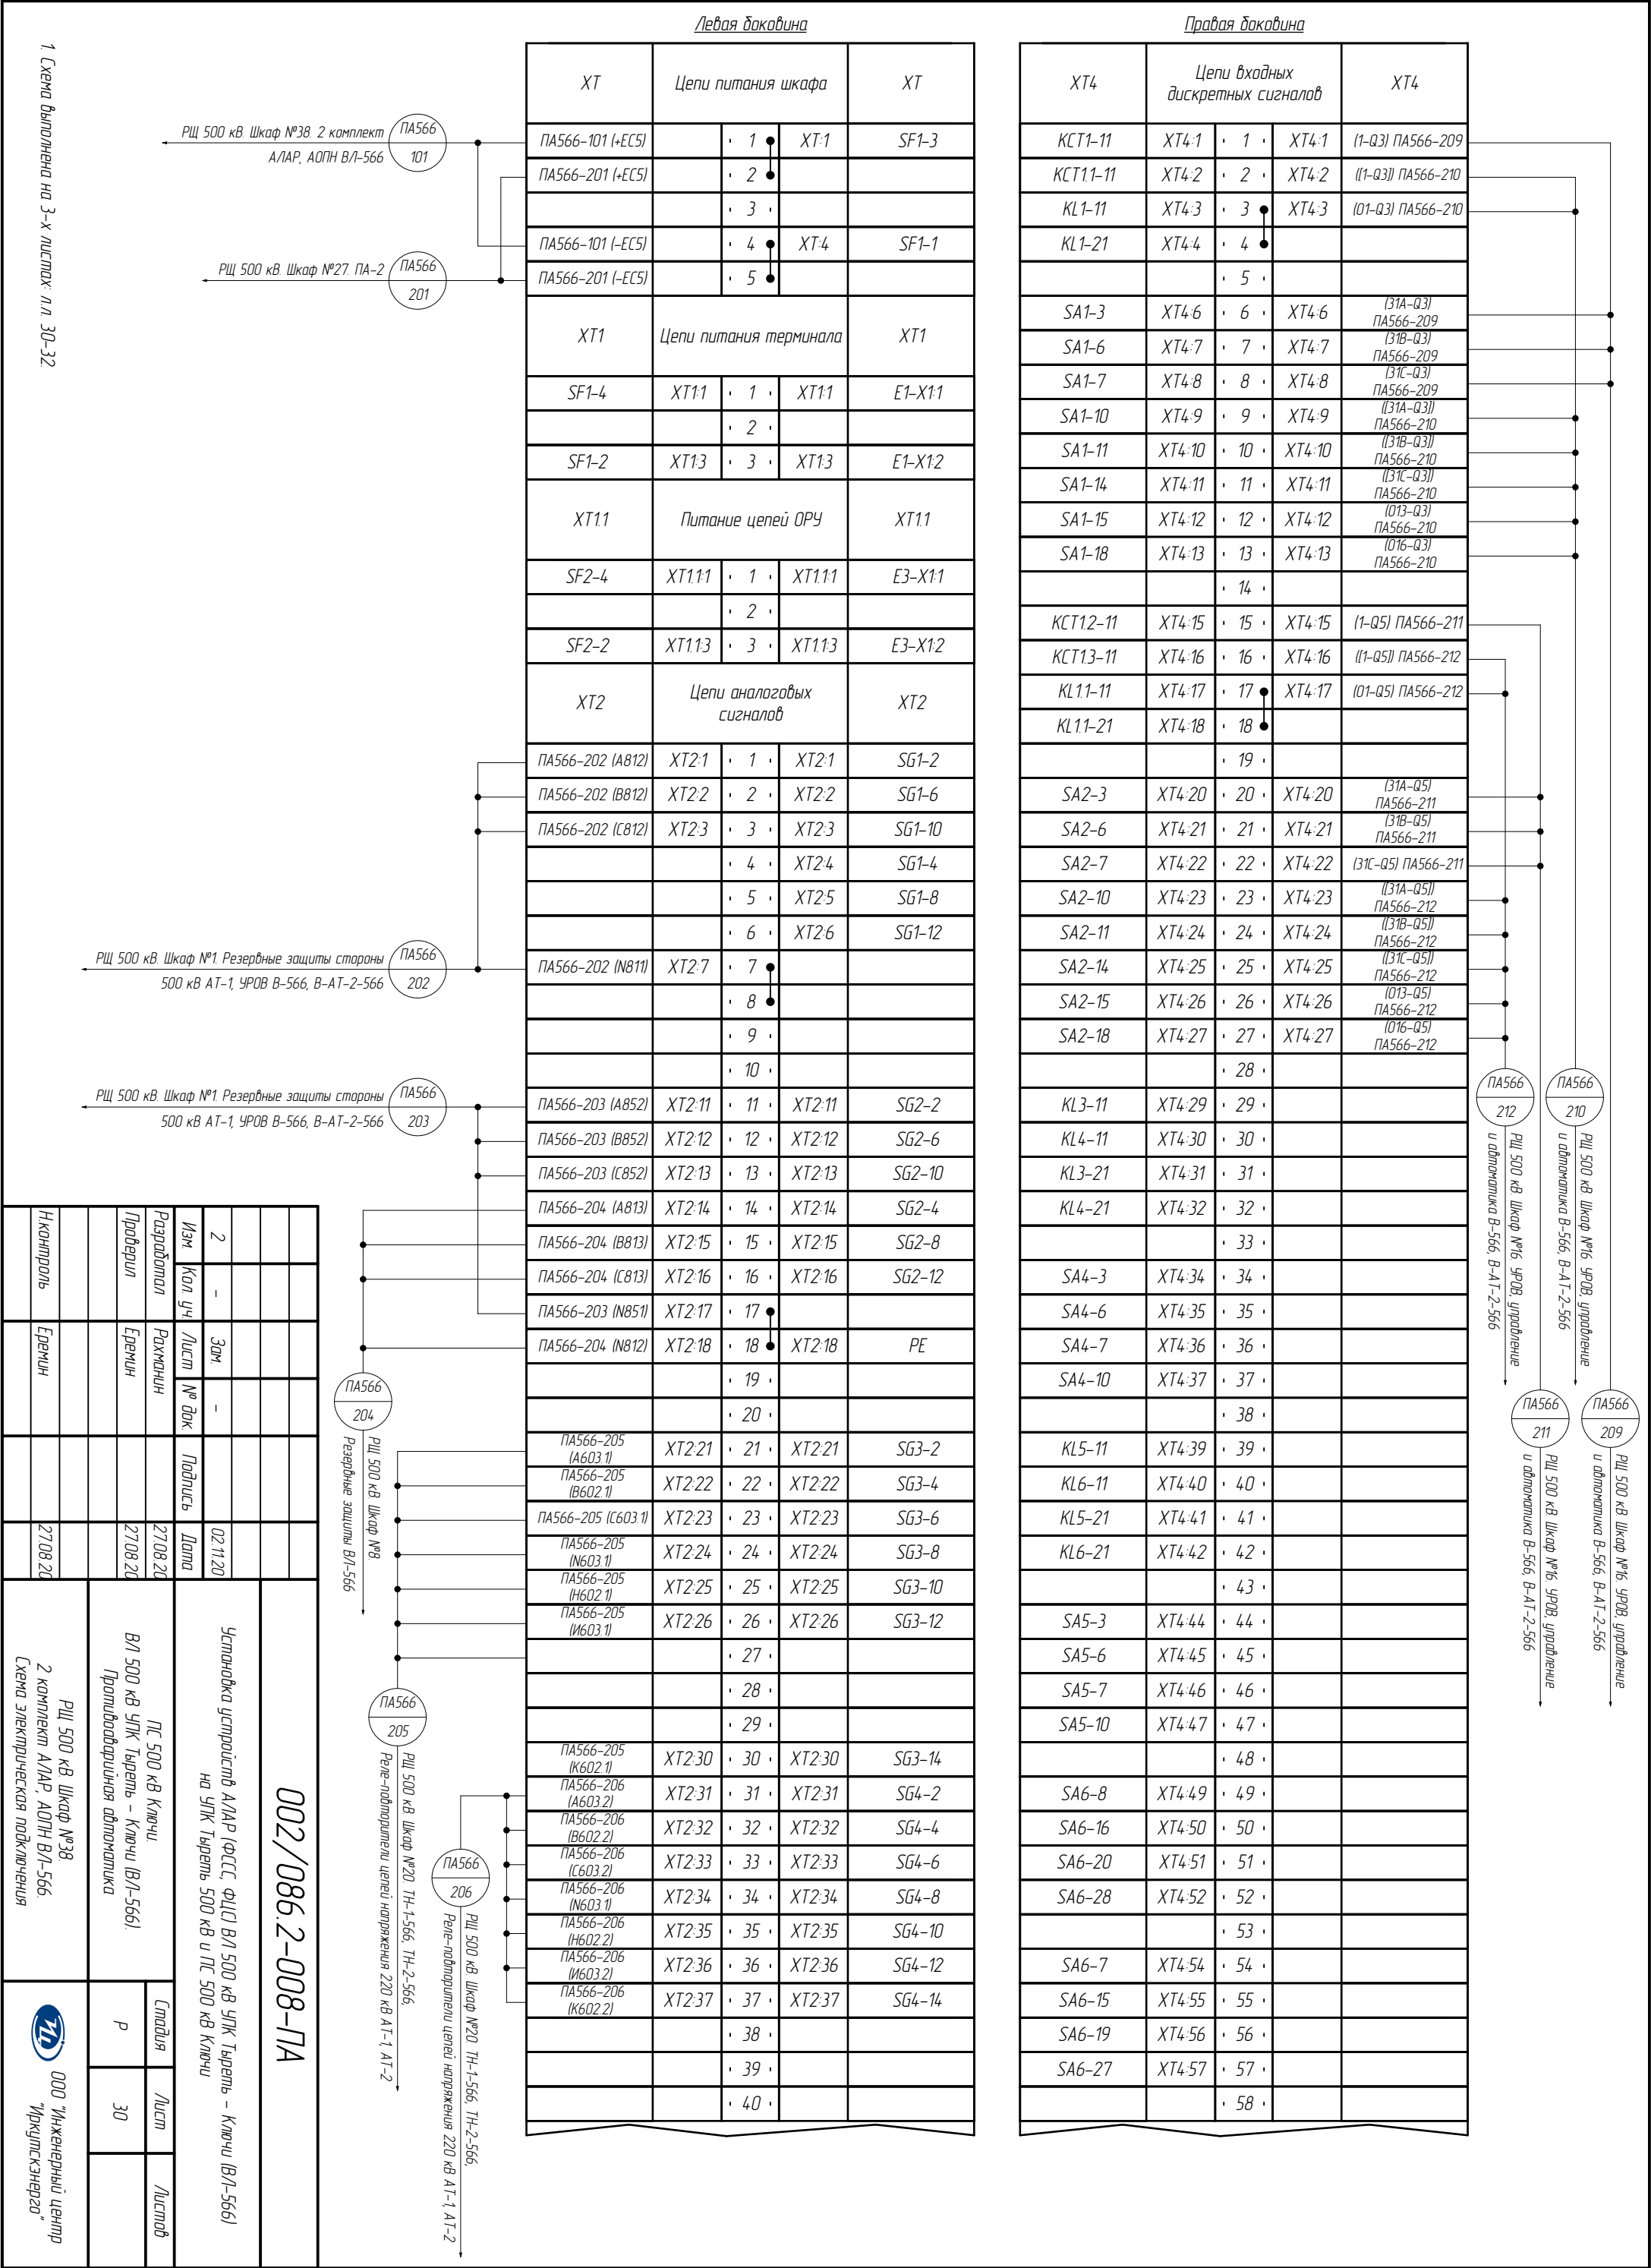 Левая боковина
XT Цепи питания шкафа XT
ПА566-101 (+EC5) 1 XT:1 SF1-3
ПА566-201 (+EC5) 2
3
ПА566-101 (-EC5) 4 XT:4 SF1-1
ПА566-201 (-EC5) 5
XT1 Цепи питания терминала XT1
SF1-4 XT1:1 1 XT1:1 E1-X1:1
2
SF1-2 XT1:3 3 XT1:3 E1-X1:2
XT1.1 Питание цепей ОРУ XT1.1
SF2-4 XT1.1:1 1 XT1.1:1 E3-X1:1
2
SF2-2 XT1.1:3 3 XT1.1:3 E3-X1:2
XT2 Цепи аналоговых
сигналов XT2
ПА566-202 (A812) XT2:1 1 XT2:1 SG1-2
ПА566-202 (B812) XT2:2 2 XT2:2 SG1-6
ПА566-202 (C812) XT2:3 3 XT2:3 SG1-10
4 XT2:4 SG1-4
5 XT2:5 SG1-8
6 XT2:6 SG1-12
ПА566-202 (N811) XT2:7 7
8
9
10
ПА566-203 (A852) XT2:11 11 XT2:11 SG2-2
ПА566-203 (B852) XT2:12 12 XT2:12 SG2-6
ПА566-203 (C852) XT2:13 13 XT2:13 SG2-10
ПА566-204 (A813) XT2:14 14 XT2:14 SG2-4
ПА566-204 (B813) XT2:15 15 XT2:15 SG2-8
ПА566-204 (C813) XT2:16 16 XT2:16 SG2-12
ПА566-203 (N851) XT2:17 17
ПА566-204 (N812) XT2:18 18 XT2:18 PE
19
20
ПА566-205
(A603.1) XT2:21 21 XT2:21 SG3-2
ПА566-205
(B602.1) XT2:22 22 XT2:22 SG3-4
ПА566-205 (C603.1) XT2:23 23 XT2:23 SG3-6
ПА566-205
(N603.1) XT2:24 24 XT2:24 SG3-8
ПА566-205
(H602.1) XT2:25 25 XT2:25 SG3-10
ПА566-205
(И603.1) XT2:26 26 XT2:26 SG3-12
27
28
29
ПА566-205
(K602.1) XT2:30 30 XT2:30 SG3-14
ПА566-206
(A603.2) XT2:31 31 XT2:31 SG4-2
ПА566-206
(B602.2) XT2:32 32 XT2:32 SG4-4
ПА566-206
(C603.2) XT2:33 33 XT2:33 SG4-6
ПА566-206
(N603.1) XT2:34 34 XT2:34 SG4-8
ПА566-206
(H602.2) XT2:35 35 XT2:35 SG4-10
ПА566-206
(И603.2) XT2:36 36 XT2:36 SG4-12
ПА566-206
(K602.2) XT2:37 37 XT2:37 SG4-14
38
39
40
Правая боковина
XT4 Цепи входных
дискретных сигналов XT4
KCT1-11 XT4:1 1 XT4:1 (1-Q3) ПА566-209
KCT1.1-11 XT4:2 2 XT4:2 ([1-Q3]) ПА566-210
KL1-11 XT4:3 3 XT4:3 (01-Q3) ПА566-210
KL1-21 XT4:4 4
5
SA1-3 XT4:6 6 XT4:6 (31A-Q3)
ПА566-209
SA1-6 XT4:7 7 XT4:7 (31B-Q3)
ПА566-209
SA1-7 XT4:8 8 XT4:8 (31C-Q3)
ПА566-209
SA1-10 XT4:9 9 XT4:9 ([31A-Q3])
ПА566-210
SA1-11 XT4:10 10 XT4:10 ([31B-Q3])
ПА566-210
SA1-14 XT4:11 11 XT4:11 ([31C-Q3])
ПА566-210
SA1-15 XT4:12 12 XT4:12 (013-Q3)
ПА566-210
SA1-18 XT4:13 13 XT4:13 (016-Q3)
ПА566-210
14
KCT1.2-11 XT4:15 15 XT4:15 (1-Q5) ПА566-211
KCT1.3-11 XT4:16 16 XT4:16 ([1-Q5]) ПА566-212
KL1.1-11 XT4:17 17 XT4:17 (01-Q5) ПА566-212
KL1.1-21 XT4:18 18
19
SA2-3 XT4:20 20 XT4:20 (31A-Q5)
ПА566-211
SA2-6 XT4:21 21 XT4:21 (31B-Q5)
ПА566-211
SA2-7 XT4:22 22 XT4:22 (31C-Q5) ПА566-211
SA2-10 XT4:23 23 XT4:23 ([31A-Q5])
ПА566-212
SA2-11 XT4:24 24 XT4:24 ([31B-Q5])
ПА566-212
SA2-14 XT4:25 25 XT4:25 ([31C-Q5])
ПА566-212
SA2-15 XT4:26 26 XT4:26 (013-Q5)
ПА566-212
SA2-18 XT4:27 27 XT4:27 (016-Q5)
ПА566-212
28
KL3-11 XT4:29 29
KL4-11 XT4:30 30
KL3-21 XT4:31 31
KL4-21 XT4:32 32
33
SA4-3 XT4:34 34
SA4-6 XT4:35 35
SA4-7 XT4:36 36
SA4-10 XT4:37 37
38
KL5-11 XT4:39 39
KL6-11 XT4:40 40
KL5-21 XT4:41 41
KL6-21 XT4:42 42
43
SA5-3 XT4:44 44
SA5-6 XT4:45 45
SA5-7 XT4:46 46
SA5-10 XT4:47 47
48
SA6-8 XT4:49 49
SA6-16 XT4:50 50
SA6-20 XT4:51 51
SA6-28 XT4:52 52
53
SA6-7 XT4:54 54
SA6-15 XT4:55 55
SA6-19 XT4:56 56
SA6-27 XT4:57 57
58
РЩ 500 кВ. Шкаф №38. 2 комплект
АЛАР, АОПН ВЛ-566
ПА566
101
РЩ 500 кВ. Шкаф №27. ПА-2
ПА566
201
РЩ 500 кВ. Шкаф №1. Резервные защиты стороны
500 кВ АТ-1, УРОВ В-566, В-АТ-2-566
ПА566
202
РЩ 500 кВ. Шкаф №1. Резервные защиты стороны
500 кВ АТ-1, УРОВ В-566, В-АТ-2-566
ПА566
203
ПА566
204
РЩ 500 кВ. Шкаф №8.
Резервные защиты ВЛ-566
ПА566
205
РЩ 500 кВ. Шкаф №20. ТН-1-566, ТН-2-566,
Реле-повторители цепей напряжения 220 кВ АТ-1, АТ-2
ПА566
206
РЩ 500 кВ. Шкаф №20. ТН-1-566, ТН-2-566,
Реле-повторители цепей напряжения 220 кВ АТ-1, АТ-2
ПА566
212
РЩ 500 кВ. Шкаф №16. УРОВ, управление
и автоматика В-566, В-АТ-2-566
ПА566
210
РЩ 500 кВ. Шкаф №16. УРОВ, управление
и автоматика В-566, В-АТ-2-566
ПА566
211
РЩ 500 кВ. Шкаф №16. УРОВ, управление
и автоматика В-566, В-АТ-2-566
ПА566
209
РЩ 500 кВ. Шкаф №16. УРОВ, управление
и автоматика В-566, В-АТ-2-566
1. Схема выполнена на 3-х листах: л.л. 30-32.
002/086.2-008-ПА
Установка устройств АЛАР (ФССС, ФЦС) ВЛ 500 кВ УПК Тыреть - Ключи (ВЛ-566)
на УПК Тыреть 500 кВ и ПС 500 кВ Ключи
2 - Зам. - 02.11.20
Изм. Кол. уч. Лист № док. Подпись Дата
Разработал Рахманин 27.08.20
Проверил Еремин 27.08.20
Н.контроль Еремин 27.08.20
ПС 500 кВ Ключи.
ВЛ 500 кВ УПК Тыреть - Ключи (ВЛ-566).
Противоаварийная автоматика
Стадия Лист Листов
Р 30
РЩ 500 кВ. Шкаф №38.
2 комплект АЛАР, АОПН ВЛ-566.
Схема электрическая подключения
ООО "Инженерный центр
"Иркутскэнерго"